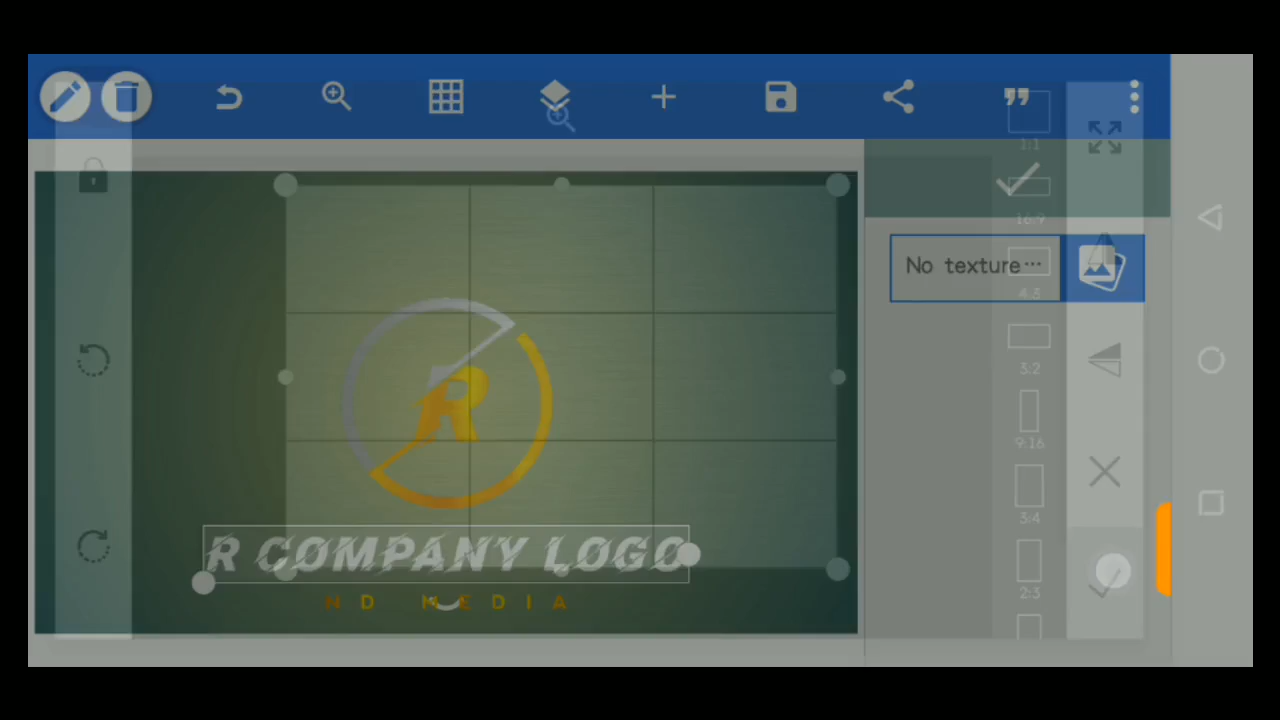 1:1
16:9
No texture...
4:3
3:2
9:16
3:4
R
R COMPANY LOGO
ND MEDIA
2:3